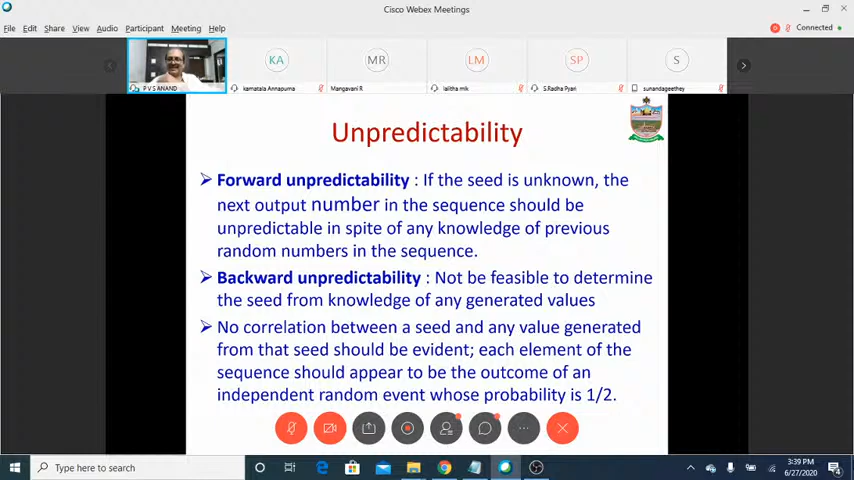 Cisco Webex Meetings
File Edit Share View Audio Participant Meeting Help
Connected
KA
MR
LM
SP
S
P V S ANAND
kamatala Annapurna
Mangavani R
lalitha mlk
S.Radha Pyari
sunandageethey
Unpredictability
Forward unpredictability : If the seed is unknown, the
next output number in the sequence should be
unpredictable in spite of any knowledge of previous
random numbers in the sequence.
Backward unpredictability : Not be feasible to determine
the seed from knowledge of any generated values
No correlation between a seed and any value generated
from that seed should be evident; each element of the
sequence should appear to be the outcome of an
independent random event whose probability is 1/2.
Type here to search
3:39 PM
6/27/2020
4